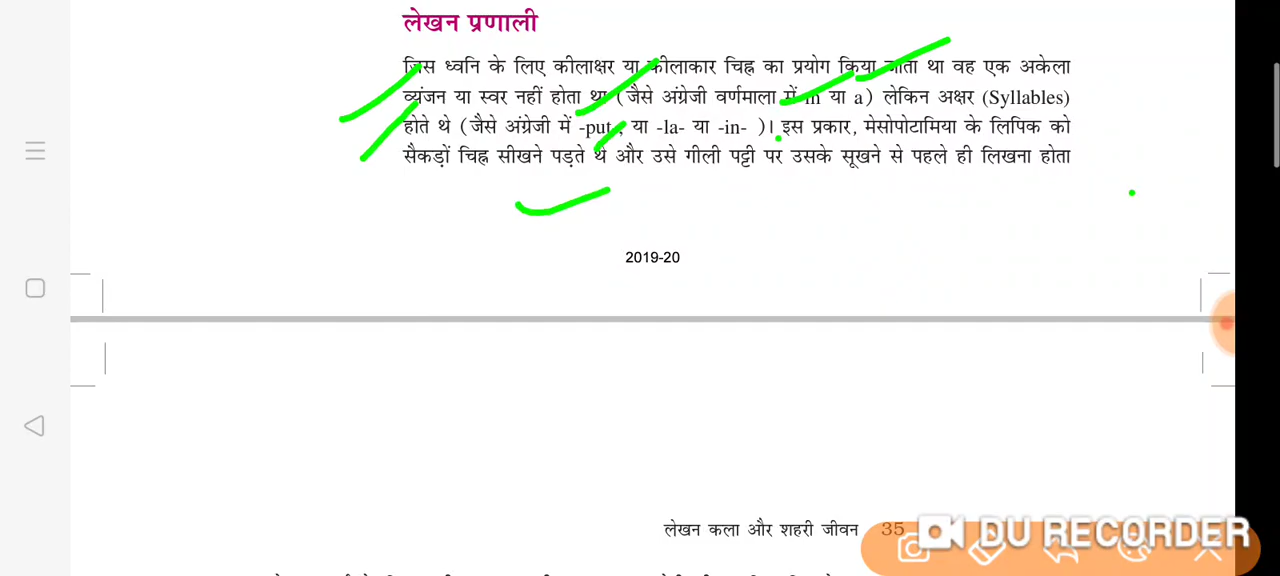 लेखन प्रणाली
जिस ध्वनि के लिए कीलाक्षर या कीलाकार चिह्न का प्रयोग किया जाता था वह एक अकेला
व्यंजन या स्वर नहीं होता था (जैसे अंग्रेजी वर्णमाला में m या a) लेकिन अक्षर (Syllables)
होते थे (जैसे अंग्रेजी में -put-, या -la- या -in- )। इस प्रकार, मेसोपोटामिया के लिपिक को
सैकड़ों चिह्न सीखने पड़ते थे और उसे गीली पट्टी पर उसके सूखने से पहले ही लिखना होता
2019-20
लेखन कला और शहरी जीवन 35
DU RECORDER